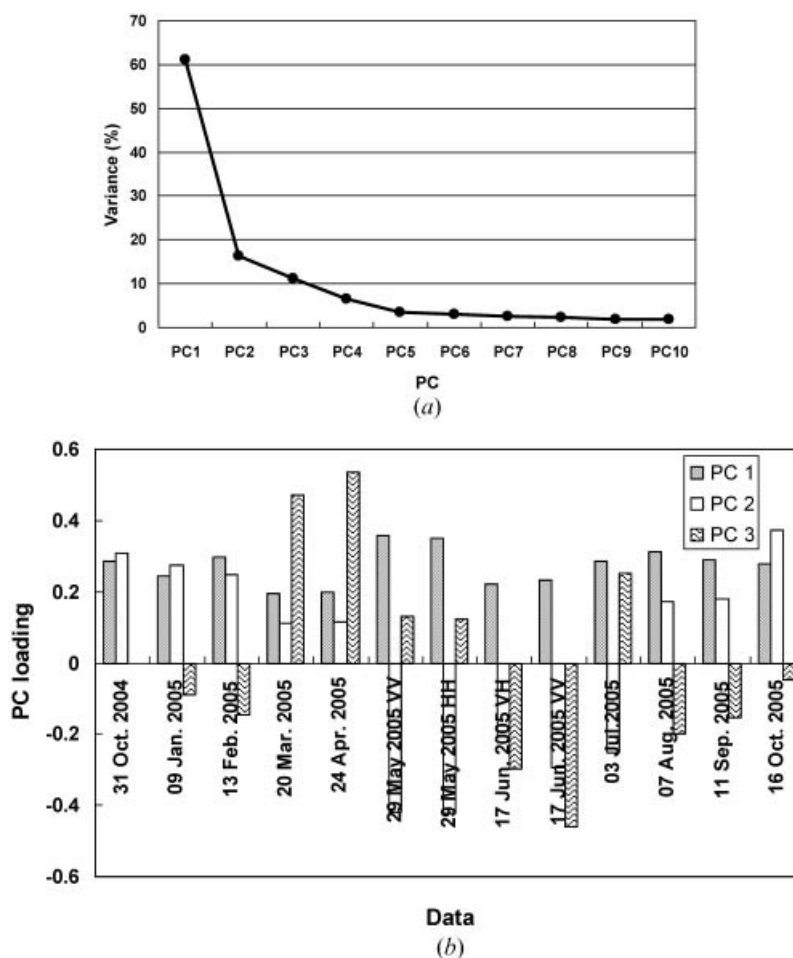 70
60
50
40
30
20
10
0
Variance (%)
PC1 PC2 PC3 PC4 PC5 PC6 PC7 PC8 PC9 PC10
PC
(a)
0.6
0.4
0.2
0
-0.2
-0.4
-0.6
PC loading
PC 1
PC 2
PC 3
31 Oct. 2004
09 Jan. 2005
13 Feb. 2005
20 Mar. 2005
24 Apr. 2005
29 May 2005 VV
29 May 2005 HH
17 Jun. 2005 VH
17 Jun. 2005 VV
03 Jul. 2005
07 Aug. 2005
11 Sep. 2005
16 Oct. 2005
Data
(b)